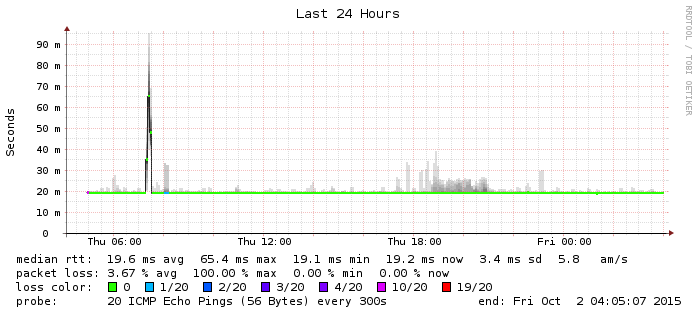 Last 24 Hours
RRDTOOL / TOBI OETIKER
Seconds
90 m
80 m
70 m
60 m
50 m
40 m
30 m
20 m
10 m
0
Thu 06:00 Thu 12:00 Thu 18:00 Fri 00:00
median rtt: 19.6 ms avg 65.4 ms max 19.1 ms min 19.2 ms now 3.4 ms sd 5.8 am/s
packet loss: 3.67 % avg 100.00 % max 0.00 % min 0.00 % now
loss color: 0 1/20 2/20 3/20 4/20 10/20 19/20
probe: 20 ICMP Echo Pings (56 Bytes) every 300s end: Fri Oct 2 04:05:07 2015